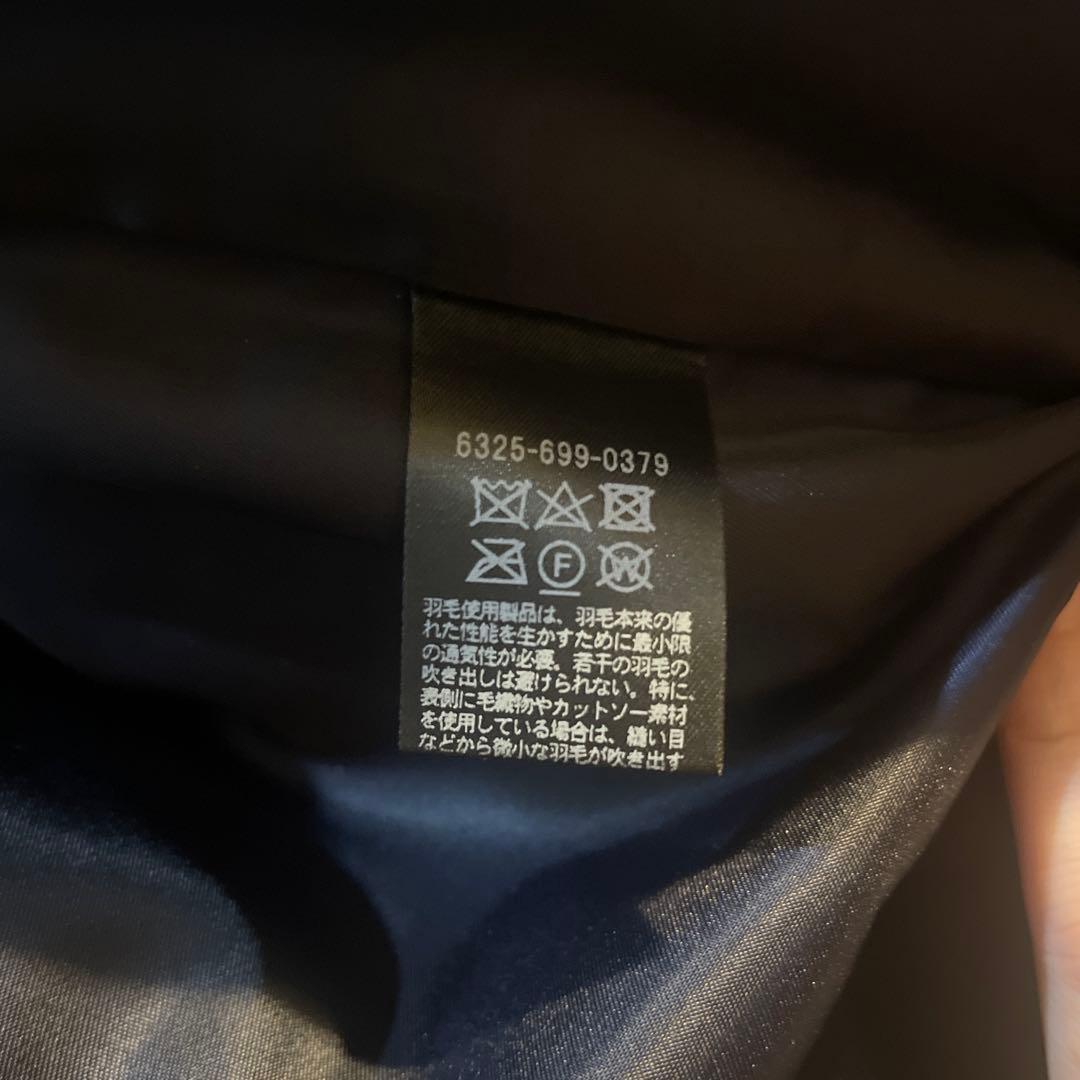 6325-699-0379
F W
羽毛使用製品は、羽毛本来の優
れた性能を生かすために最小限
の通気性が必要。若干の羽毛の
吹き出しは避けられない。特に、
表側に毛織物やカットソー素材
を使用している場合は、縫い目
などから微小な羽毛が吹き出す